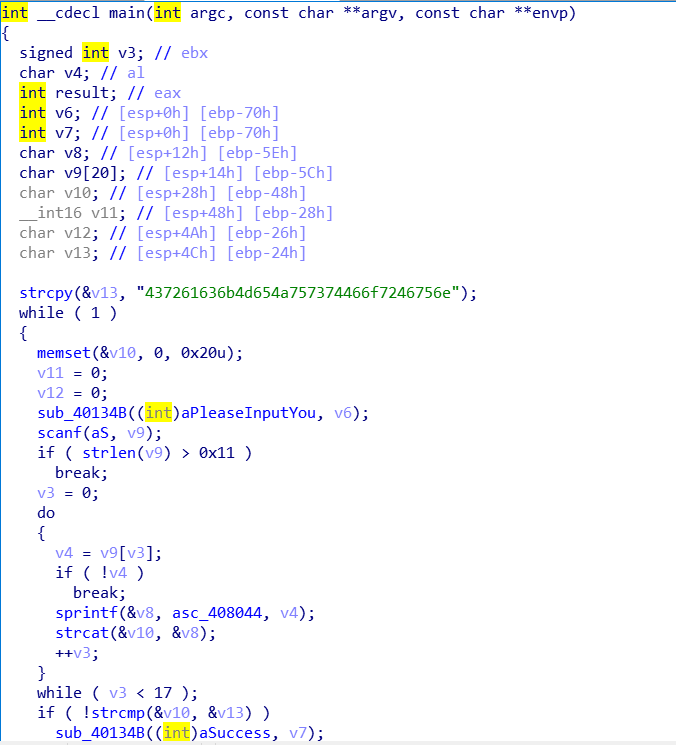 int __cdecl main(int argc, const char **argv, const char **envp)
{
  signed int v3; // ebx
  char v4; // al
  int result; // eax
  int v6; // [esp+0h] [ebp-70h]
  int v7; // [esp+0h] [ebp-70h]
  char v8; // [esp+12h] [ebp-5Eh]
  char v9[20]; // [esp+14h] [ebp-5Ch]
  char v10; // [esp+28h] [ebp-48h]
  __int16 v11; // [esp+48h] [ebp-28h]
  char v12; // [esp+4Ah] [ebp-26h]
  char v13; // [esp+4Ch] [ebp-24h]
  strcpy(&v13, "437261636b4d654a757374466f7246756e");
  while ( 1 )
  {
    memset(&v10, 0, 0x20u);
    v11 = 0;
    v12 = 0;
    sub_40134B((int)aPleaseInputYou, v6);
    scanf(aS, v9);
    if ( strlen(v9) > 0x11 )
      break;
    v3 = 0;
    do
    {
      v4 = v9[v3];
      if ( !v4 )
        break;
      sprintf(&v8, asc_408044, v4);
      strcat(&v10, &v8);
      ++v3;
    }
    while ( v3 < 17 );
    if ( !strcmp(&v10, &v13) )
      sub_40134B((int)aSuccess, v7);